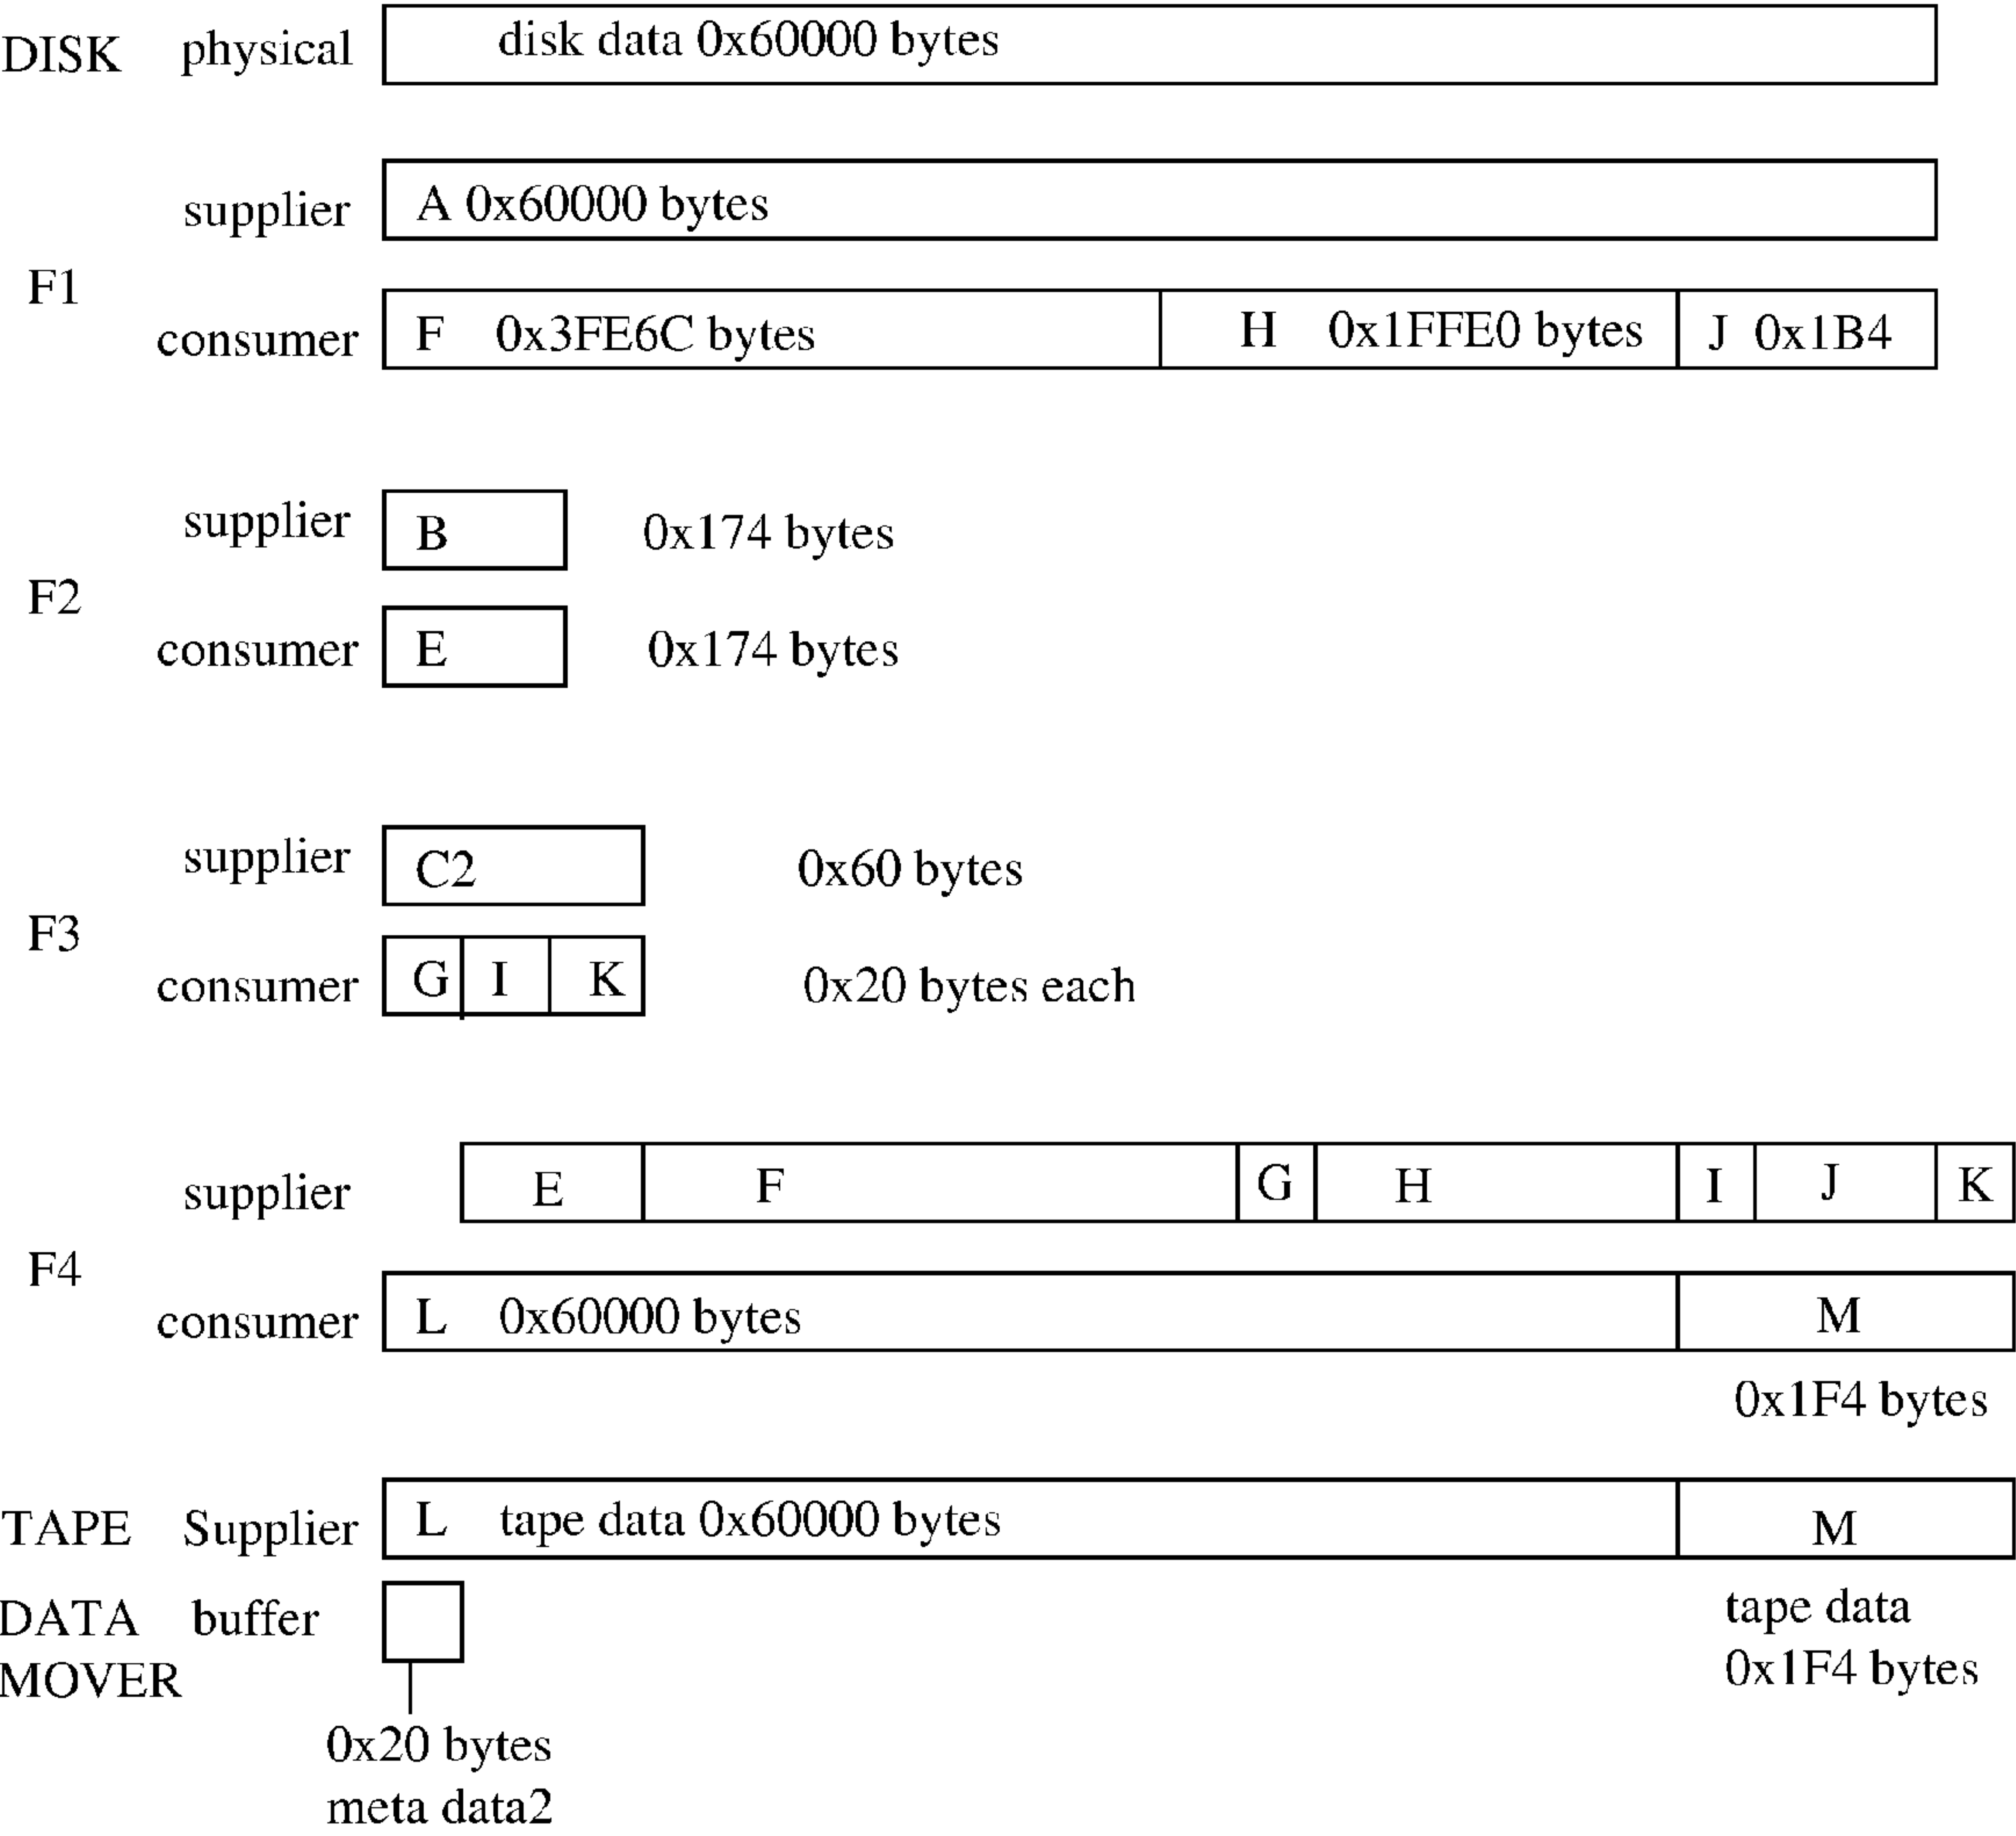 DISK physical disk data 0x60000 bytes
supplier A 0x60000 bytes
F1
consumer F 0x3FE6C bytes H 0x1FFE0 bytes J 0x1B4
supplier B 0x174 bytes
F2
consumer E 0x174 bytes
supplier C2 0x60 bytes
F3
consumer G I K 0x20 bytes each
supplier E F G H I J K
F4
consumer L 0x60000 bytes M
0x1F4 bytes
TAPE Supplier L tape data 0x60000 bytes M
DATA buffer tape data
MOVER 0x1F4 bytes
0x20 bytes
meta data2